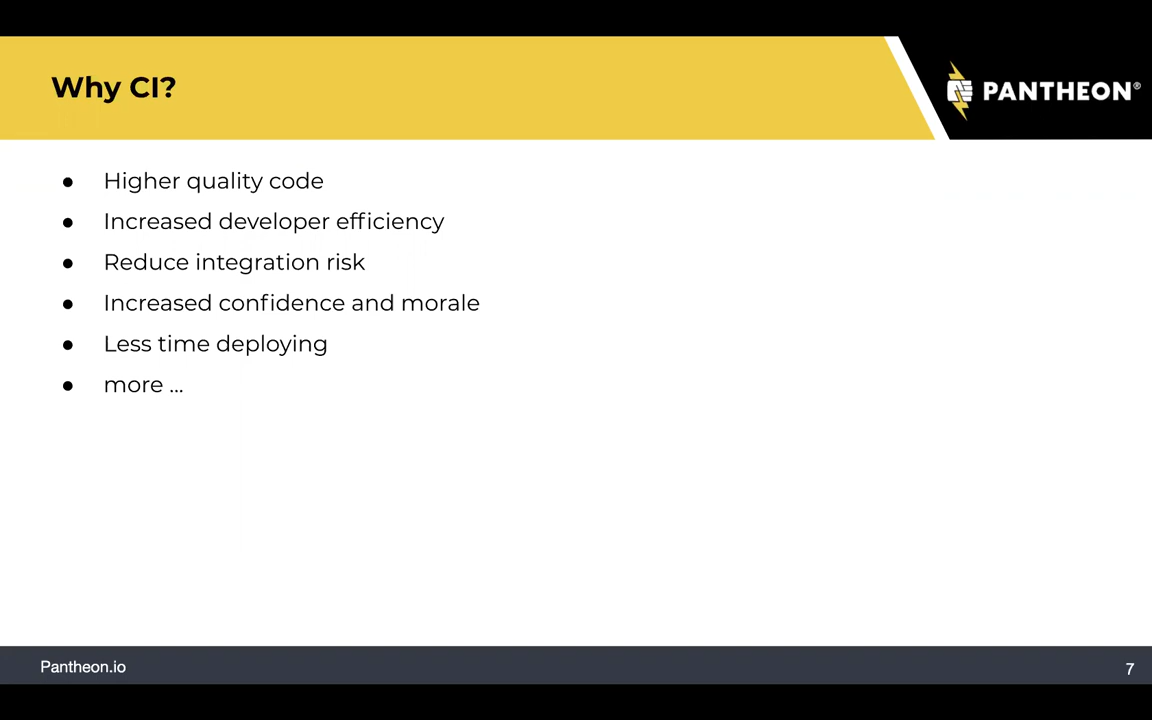 Why CI?
PANTHEON®
● Higher quality code
● Increased developer efficiency
● Reduce integration risk
● Increased confidence and morale
● Less time deploying
● more ...
Pantheon.io
7